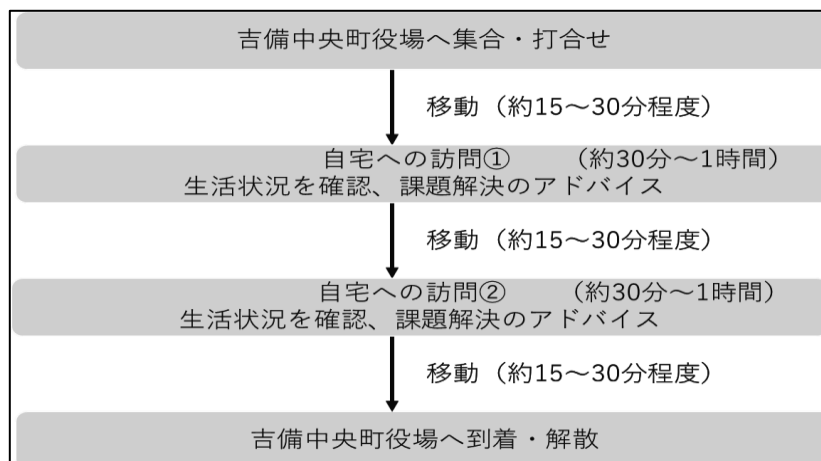 吉備中央町役場へ集合・打合せ
移動（約15～30分程度）
自宅への訪問① （約30分～1時間）
生活状況を確認、課題解決のアドバイス
移動（約15～30分程度）
自宅への訪問② （約30分～1時間）
生活状況を確認、課題解決のアドバイス
移動（約15～30分程度）
吉備中央町役場へ到着・解散